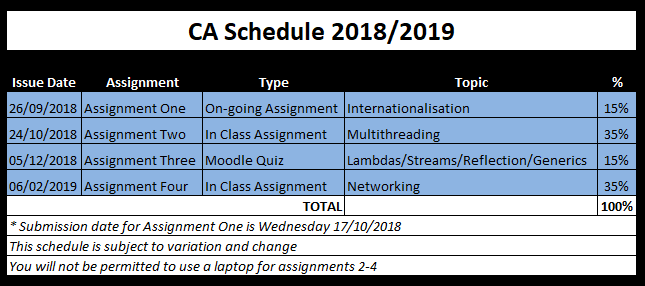 CA Schedule 2018/2019
Issue Date Assignment Type Topic %
26/09/2018 Assignment One On-going Assignment Internationalisation 15%
24/10/2018 Assignment Two In Class Assignment Multithreading 35%
05/12/2018 Assignment Three Moodle Quiz Lambdas/Streams/Reflection/Generics 15%
06/02/2019 Assignment Four In Class Assignment Networking 35%
TOTAL 100%
* Submission date for Assignment One is Wednesday 17/10/2018
This schedule is subject to variation and change
You will not be permitted to use a laptop for assignments 2-4